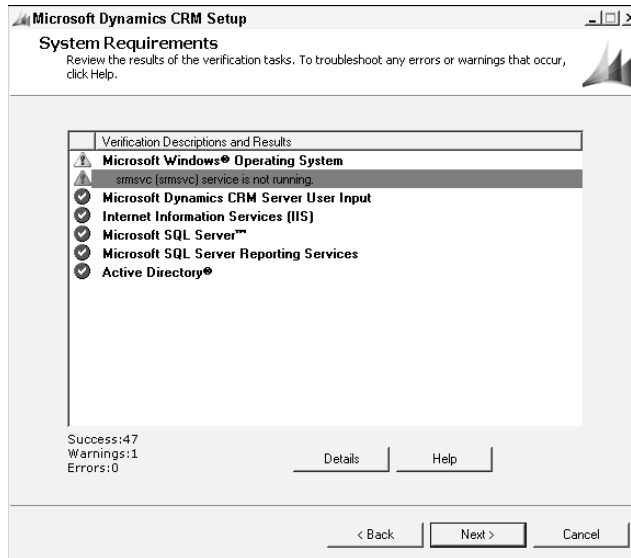 Microsoft Dynamics CRM Setup
System Requirements
Review the results of the verification tasks. To troubleshoot any errors or warnings that occur,
click Help.
Verification Descriptions and Results
Microsoft Windows® Operating System
srmsvc (srmsvc) service is not running.
Microsoft Dynamics CRM Server User Input
Internet Information Services (IIS)
Microsoft SQL Server™
Microsoft SQL Server Reporting Services
Active Directory®
Success:47
Warnings:1
Errors:0
Details
Help
< Back
Next >
Cancel